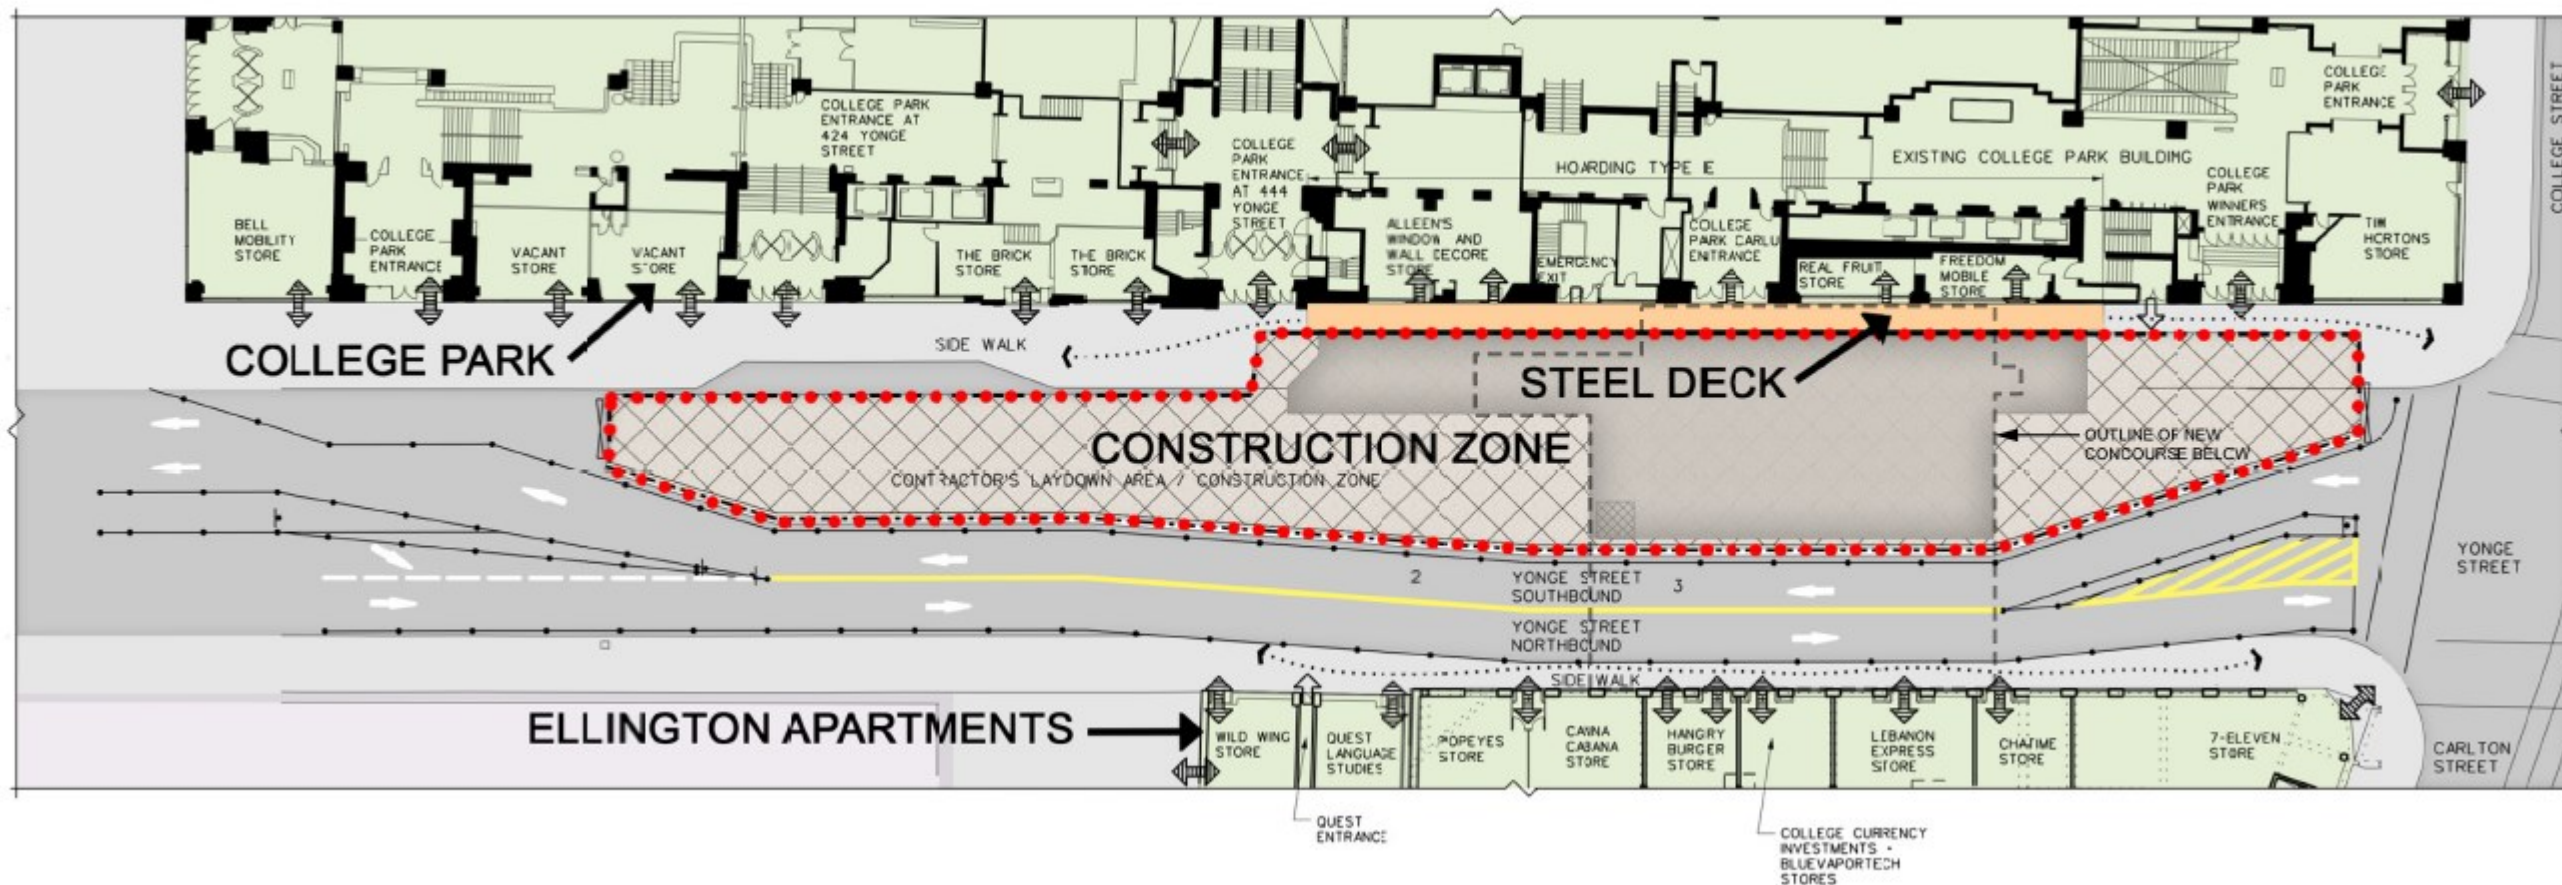 COLLEGE
PARK
ENTRANCE
COLLEGE STREET
COLLEGE PARK
ENTRANCE AT
424 YONGE
STREET
COLLEGE
PARK
ENTRANCE
AT 444
YONGE
STREET
HOARDING TYPE IE
EXISTING COLLEGE PARK BUILDING
COLLEGE
PARK
WINNERS
ENTRANCE
BELL
MOBILITY
STORE
COLLEGE
PARK
ENTRANCE
VACANT
STORE
VACANT
STORE
THE BRICK
STORE
THE BRICK
STORE
ALLEEN'S
WINDOW AND
WALL DECORE
STORE
EMERGENCY
EXIT
COLLEGE
PARK CARLU
ENTRANCE
REAL FRUIT
STORE
FREEDOM
MOBILE
STORE
TIM
HORTONS
STORE
COLLEGE PARK
SIDE WALK
STEEL DECK
CONSTRUCTION ZONE
CONTRACTOR'S LAYDOWN AREA / CONSTRUCTION ZONE
OUTLINE OF NEW
CONCOURSE BELOW
YONGE
STREET
2
YONGE STREET
SOUTHBOUND
3
YONGE STREET
NORTHBOUND
SIDE WALK
ELLINGTON APARTMENTS
WILD WING
STORE
QUEST
LANGUAGE
STUDIES
POPEYES
STORE
CANNA
CABANA
STORE
HANGRY
BURGER
STORE
LEBANON
EXPRESS
STORE
CHATIME
STORE
7-ELEVEN
STORE
CARLTON
STREET
QUEST
ENTRANCE
COLLEGE CURRENCY
INVESTMENTS -
BLUEVAPORTECH
STORES